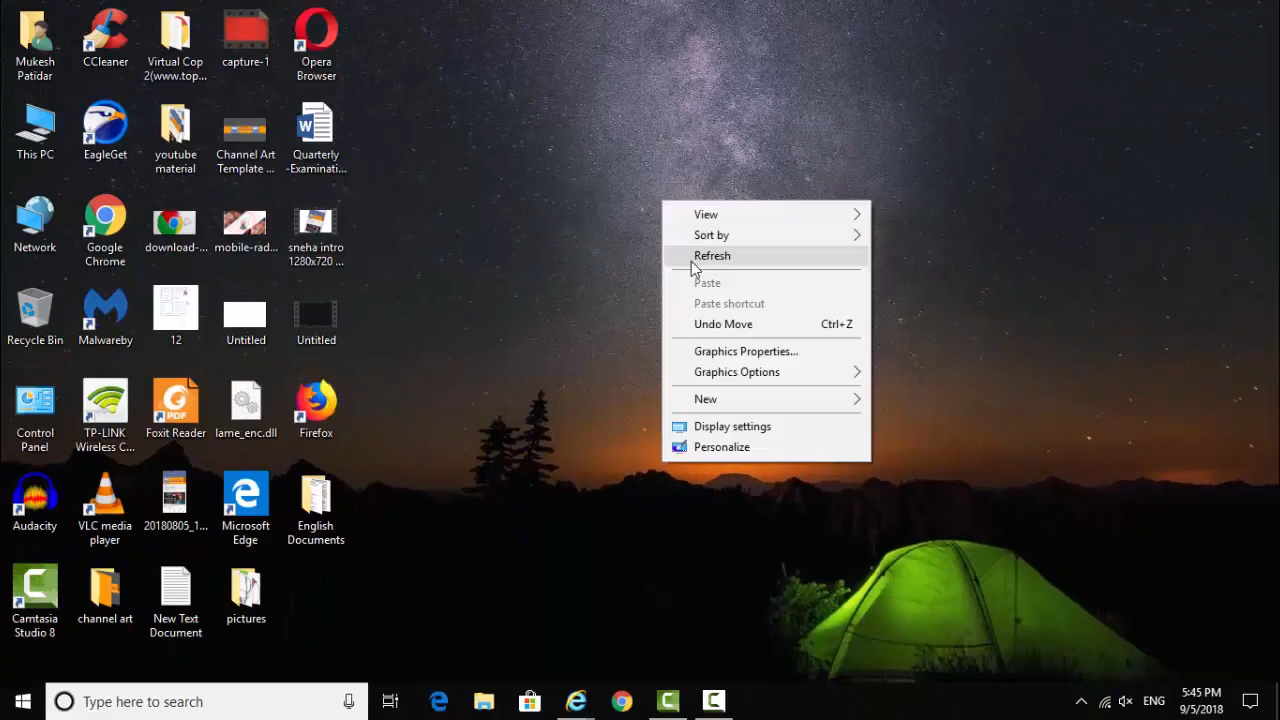 Mukesh
Patidar
CCleaner
Virtual Cop
2(www.top...
capture-1
Opera
Browser
This PC
EagleGet
youtube
material
Channel Art
Template ...
Quarterly
-Examinati...
Network
Google
Chrome
download-...
mobile-rad...
sneha intro
1280x720 ...
Recycle Bin
Malwareby
12
Untitled
Untitled
Control
Panel
TP-LINK
Wireless C...
Foxit Reader
lame_enc.dll
Firefox
Audacity
VLC media
player
20180805_1...
Microsoft
Edge
English
Documents
Camtasia
Studio 8
channel art
New Text
Document
pictures
View
Sort by
Refresh
Paste
Paste shortcut
Undo Move Ctrl+Z
Graphics Properties...
Graphics Options
New
Display settings
Personalize
Type here to search
ENG
5:45 PM
9/5/2018